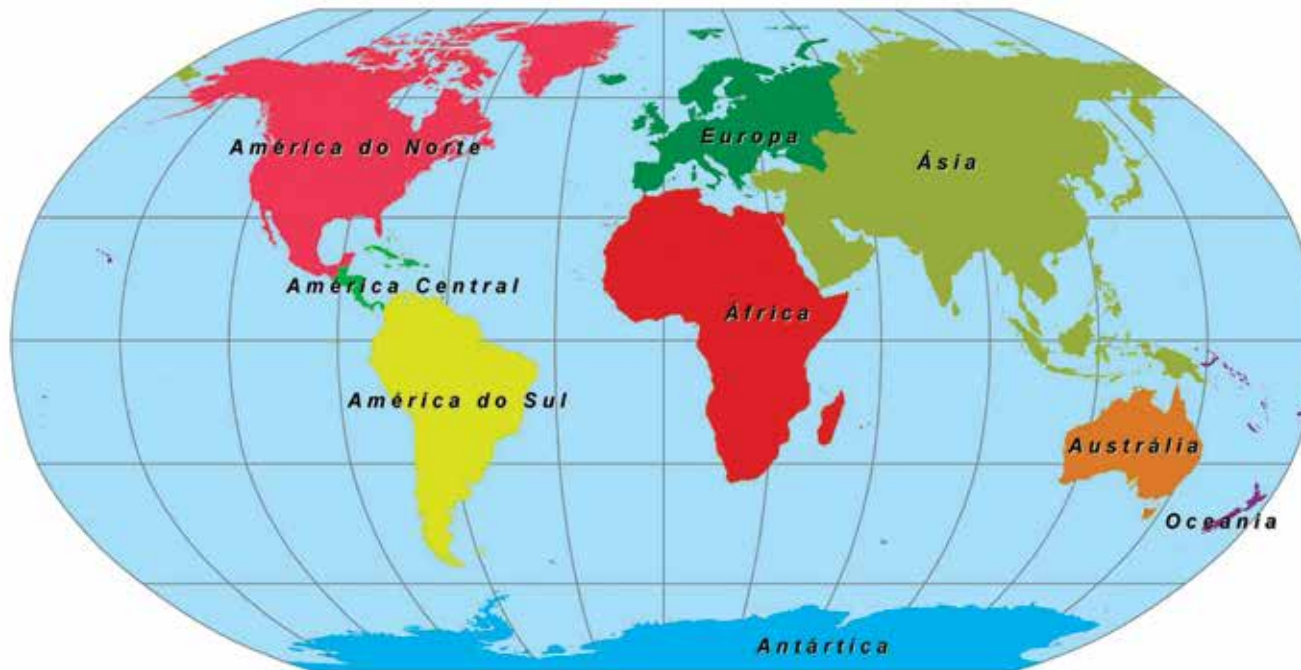 América do Norte
Europa
Ásia
América Central
África
América do Sul
Austrália
Oceania
Antártica